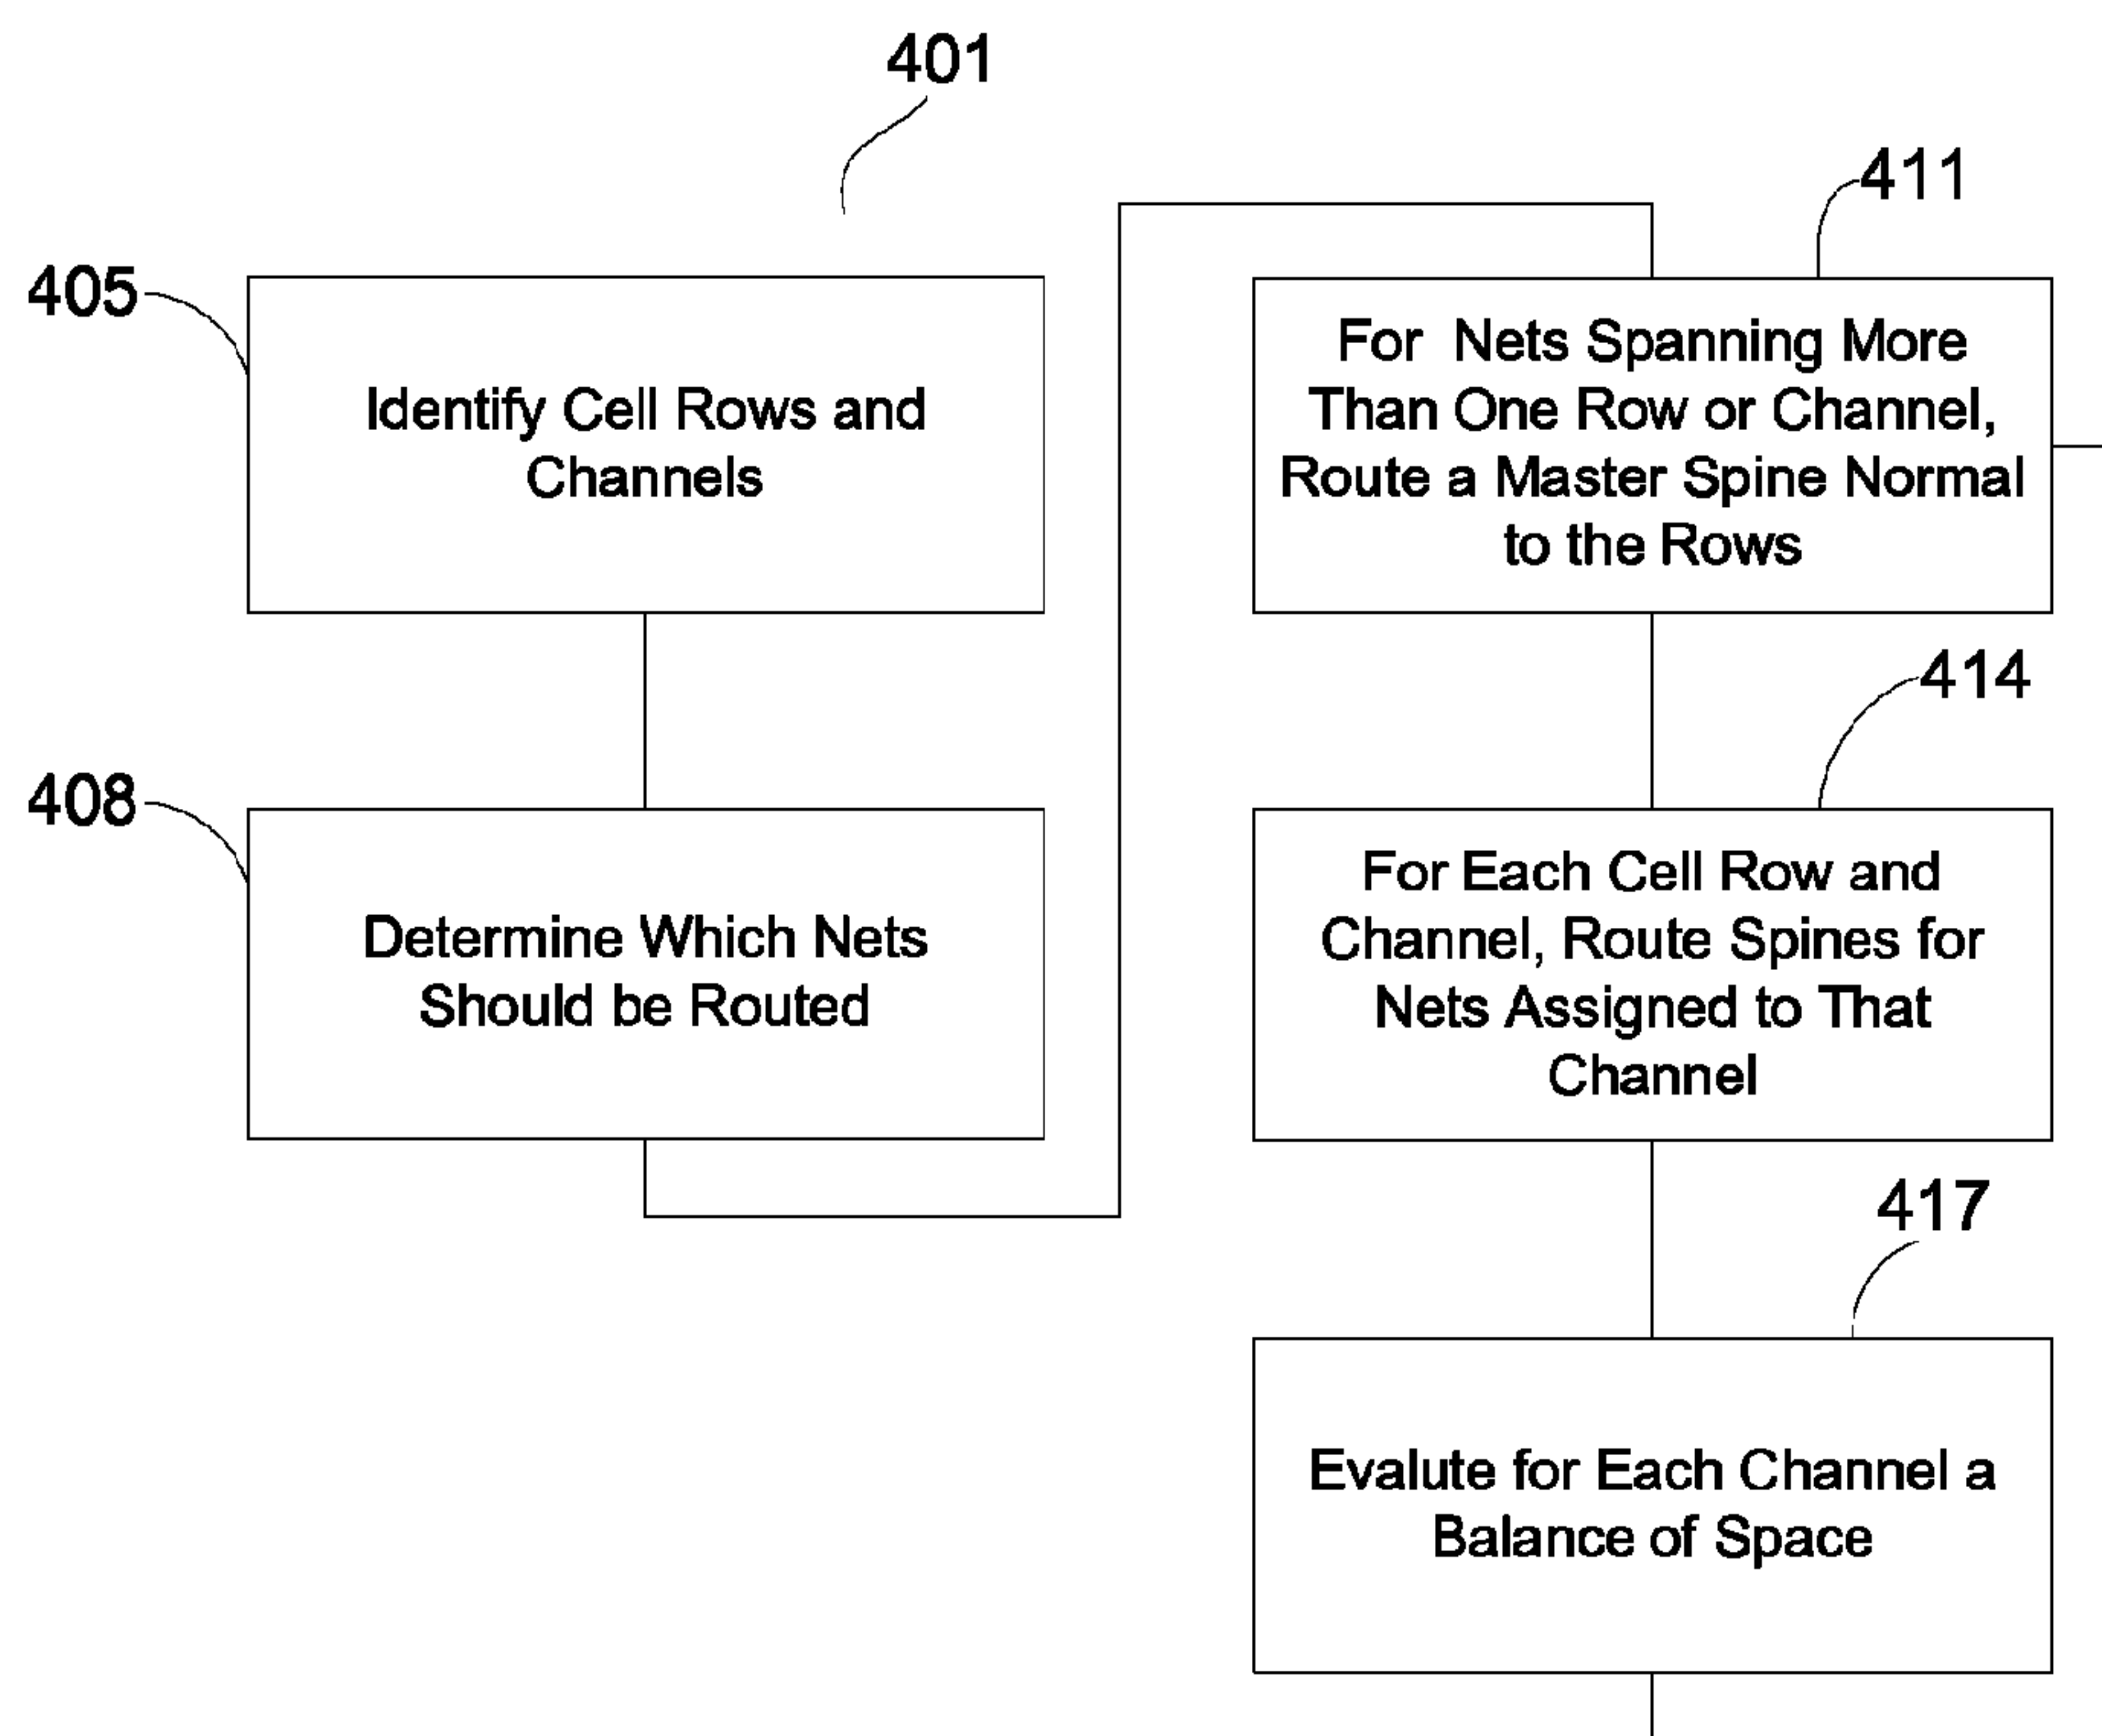 401
405
Identify Cell Rows and
Channels
408
Determine Which Nets
Should be Routed
411
For Nets Spanning More
Than One Row or Channel,
Route a Master Spine Normal
to the Rows
414
For Each Cell Row and
Channel, Route Spines for
Nets Assigned to That
Channel
417
Evalute for Each Channel a
Balance of Space